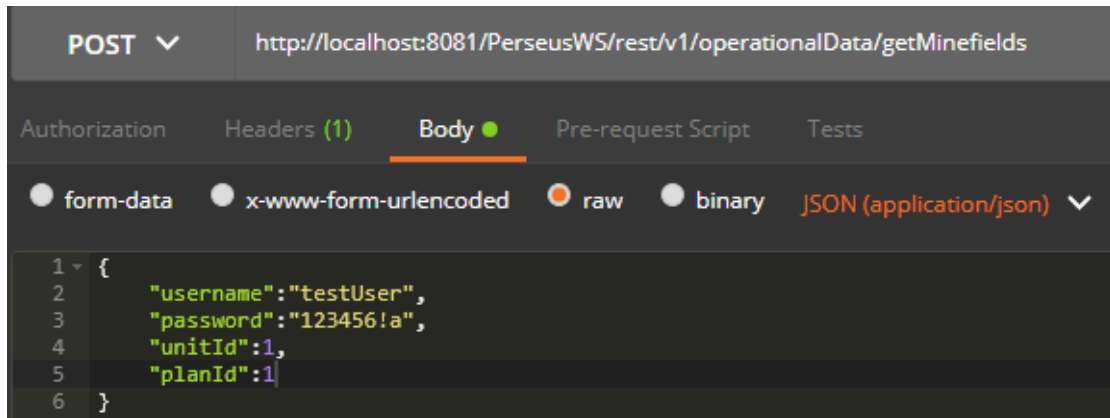 POST http://localhost:8081/PerseusWS/rest/v1/operationalData/getMinefields
Authorization Headers (1) Body Pre-request Script Tests
form-data x-www-form-urlencoded raw binary JSON (application/json)
1 {
2 "username":"testUser",
3 "password":"123456!a",
4 "unitId":1,
5 "planId":1
6 }